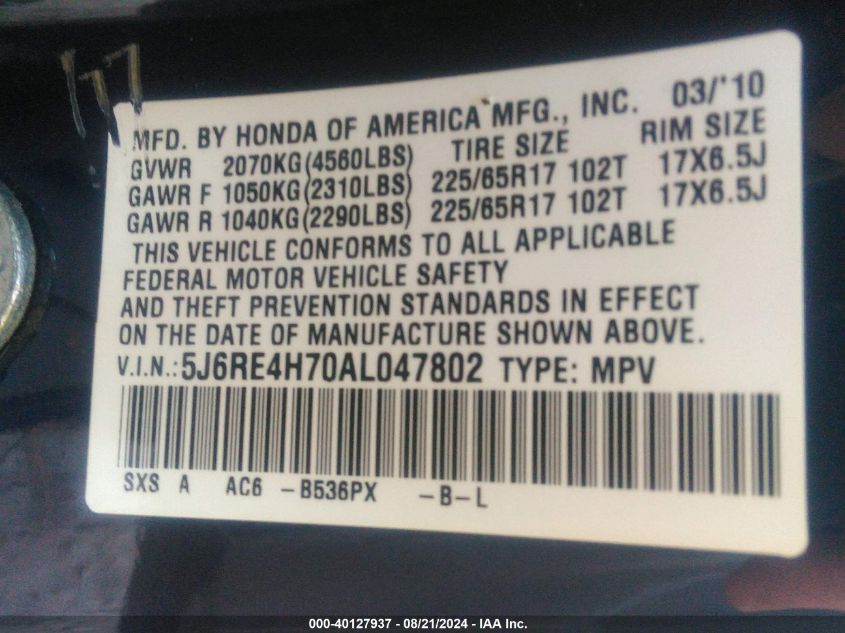 MFD. BY HONDA OF AMERICA MFG., INC. 03/'10
TIRE SIZE RIM SIZE
GVWR 2070KG(4560LBS)
GAWR F 1050KG(2310LBS) 225/65R17 102T 17X6.5J
GAWR R 1040KG(2290LBS) 225/65R17 102T 17X6.5J
THIS VEHICLE CONFORMS TO ALL APPLICABLE
FEDERAL MOTOR VEHICLE SAFETY
AND THEFT PREVENTION STANDARDS IN EFFECT
ON THE DATE OF MANUFACTURE SHOWN ABOVE.
V.I.N.:5J6RE4H70AL047802 TYPE: MPV
SXS A AC6 -B536PX -B-L
000-40127937 - 08/21/2024 - IAA Inc.